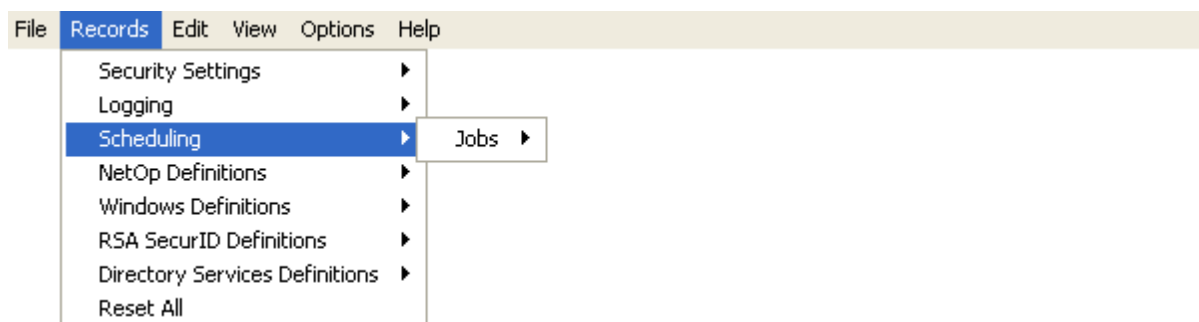 File Records Edit View Options Help
Security Settings
Logging
Scheduling Jobs
NetOp Definitions
Windows Definitions
RSA SecurID Definitions
Directory Services Definitions
Reset All